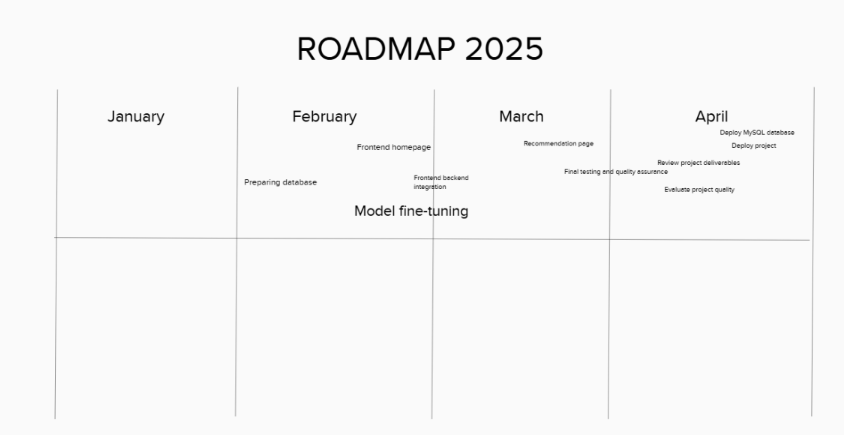 ROADMAP 2025
January
February
March
April
Deploy MySQL database
Frontend homepage
Recommendation page
Deploy project
Review project deliverables
Final testing and quality assurance
Preparing database
Frontend backend
integration
Evaluate project quality
Model fine-tuning